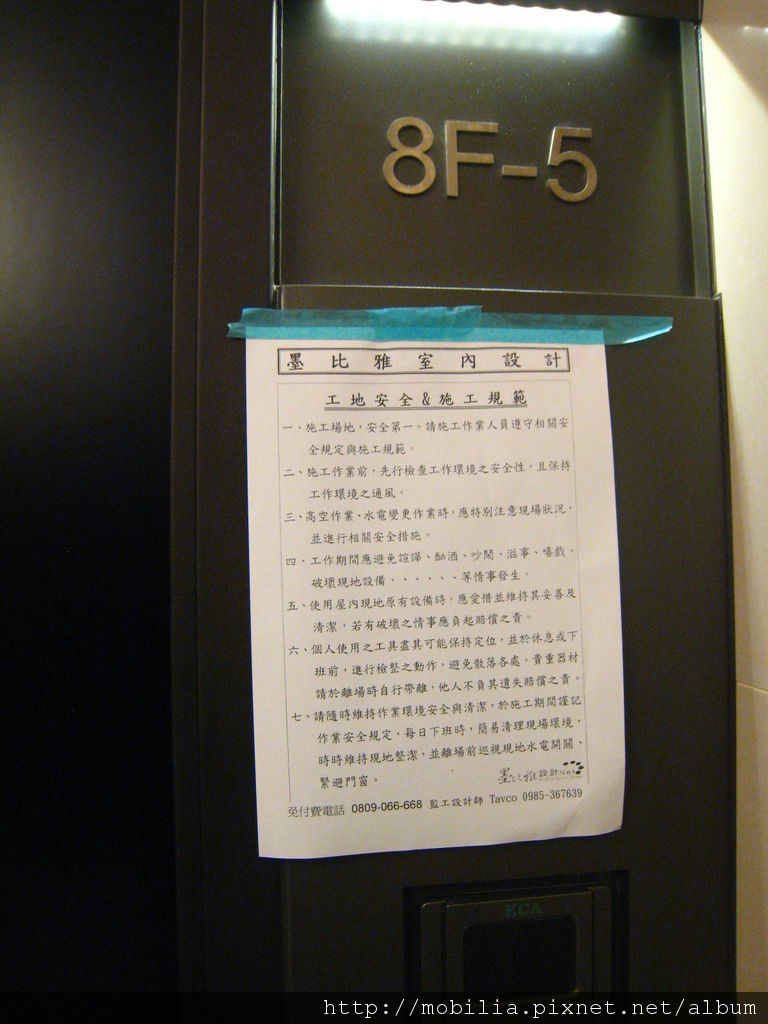 8F-5
墨比雅室內設計
工地安全&施工規範
一、施工場地，安全第一。請施工作業人員遵守相關安
全規定與施工規範。
二、施工作業前，先行檢查工作環境之安全性，且保持
工作環境之通風。
三、高空作業、水電變更作業時，應特別注意現場狀況，
並進行相關安全措施。
四、工作期間應避免諠譁、酗酒、吵鬧、滋事、嘻戲、
破壞現地設備、、、、、、等情事發生。
五、使用屋內現地原有設備時，應愛惜並維持其妥善及
清潔，若有破壞之情事應負起賠償之責。
六、個人使用之工具盡其可能保持定位，並於休息或下
班前，進行檢整之動作，避免散落各處。貴重器材
請於離場時自行帶離，他人不負其遺失賠償之責。
七、請隨時維持作業環境安全與清潔，於施工期間謹記
作業安全規定，每日下班時，簡易清理現場環境，
時時維持現地整潔，並離場前巡視現地水電開關、
緊避門窗。
墨比雅設計Net
免付費電話 0809-066-668 監工設計師 Tavco 0985-367639
KCA
http://mobilia.pixnet.net/album